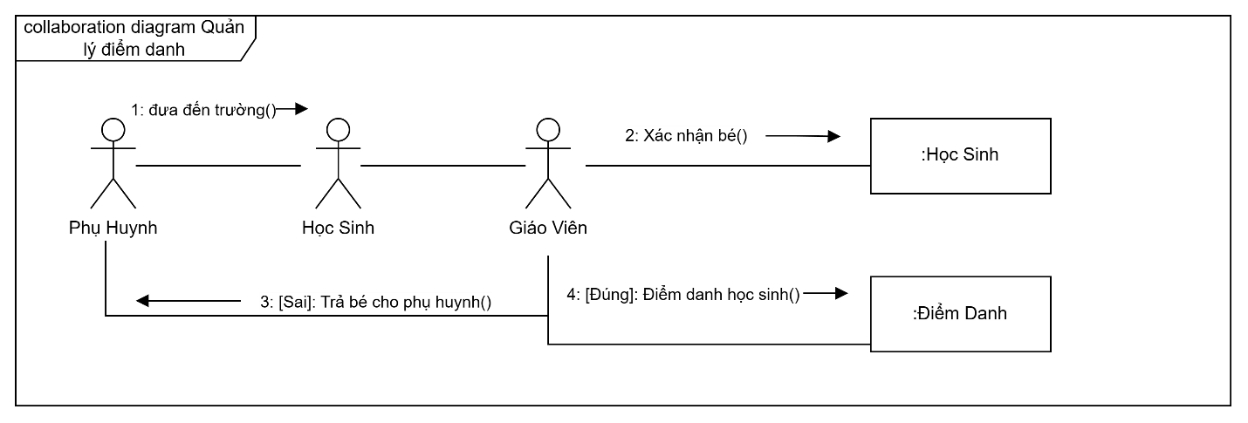 collaboration diagram Quản
lý điểm danh
1: đưa đến trường()
2: Xác nhận bé()
:Học Sinh
Phụ Huynh
Học Sinh
Giáo Viên
3: [Sai]: Trả bé cho phụ huynh()
4: [Đúng]: Điểm danh học sinh()
:Điểm Danh